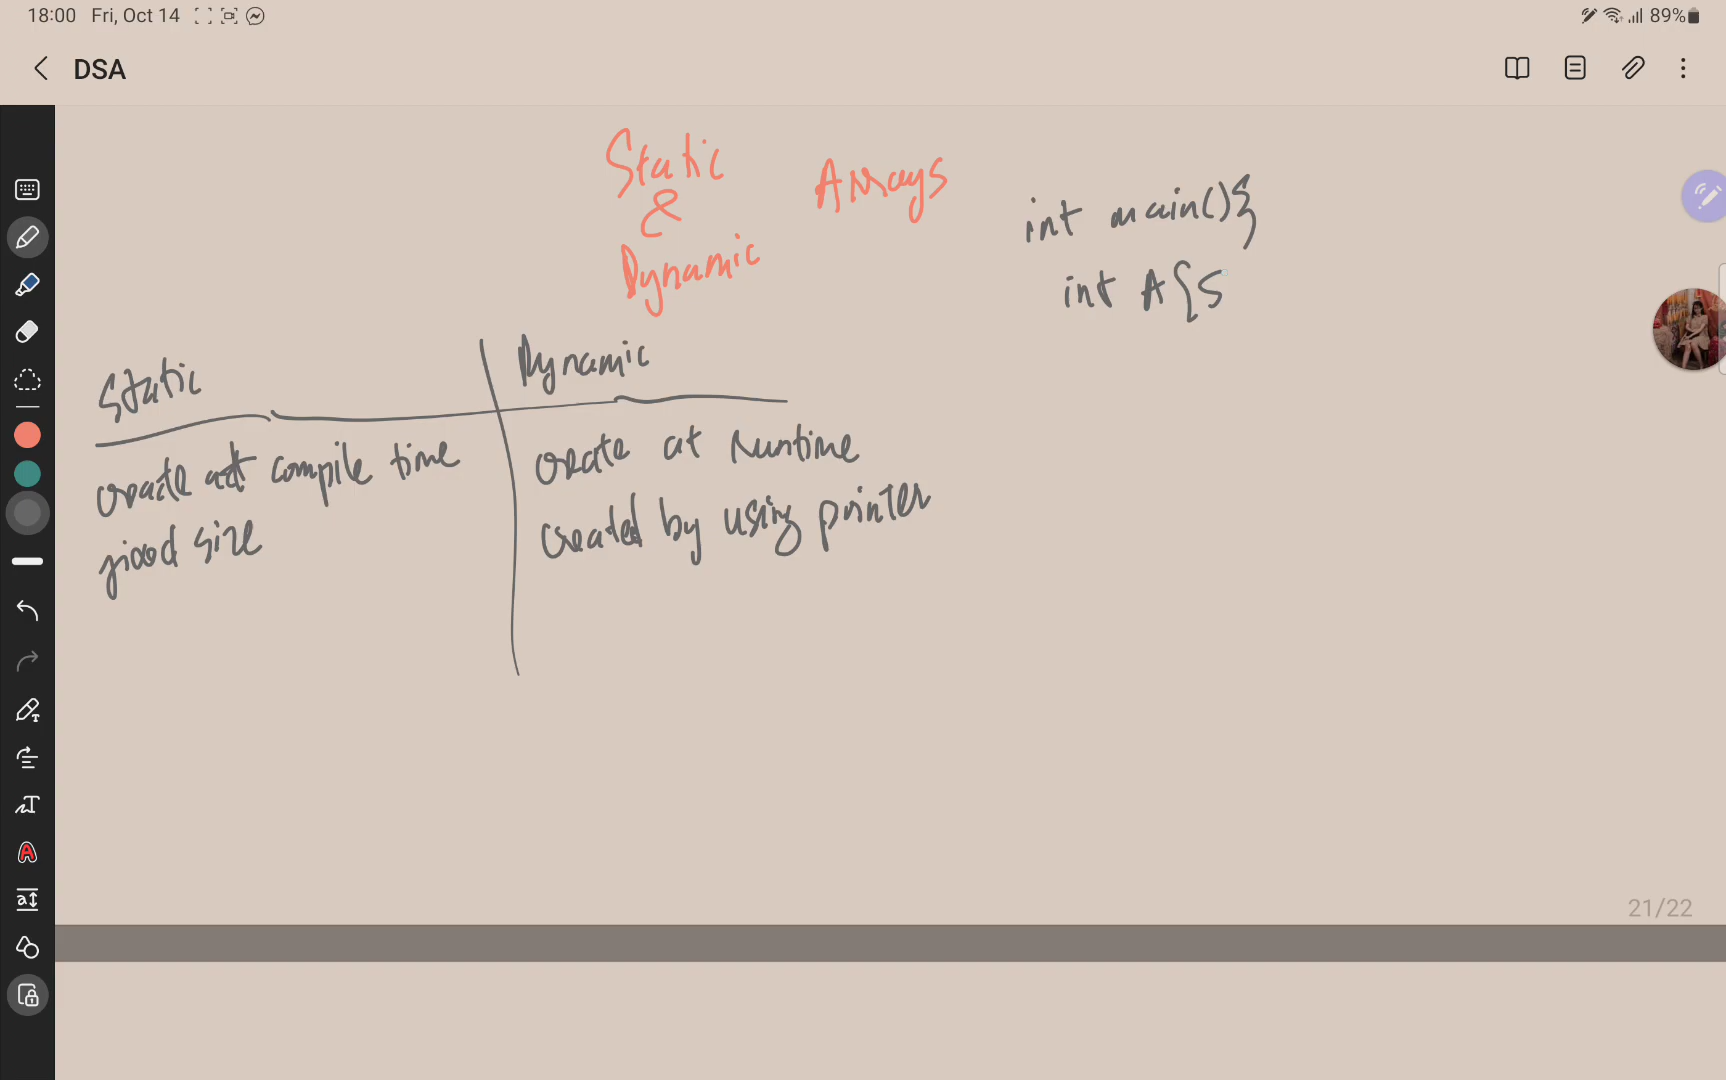 18:00 Fri, Oct 14 89%
DSA
Static
&
Dynamic
Arrays
int main(){
int A{5
Static
Dynamic
create at compile time
fixed size
create at Runtime
created by using pointer
21/22